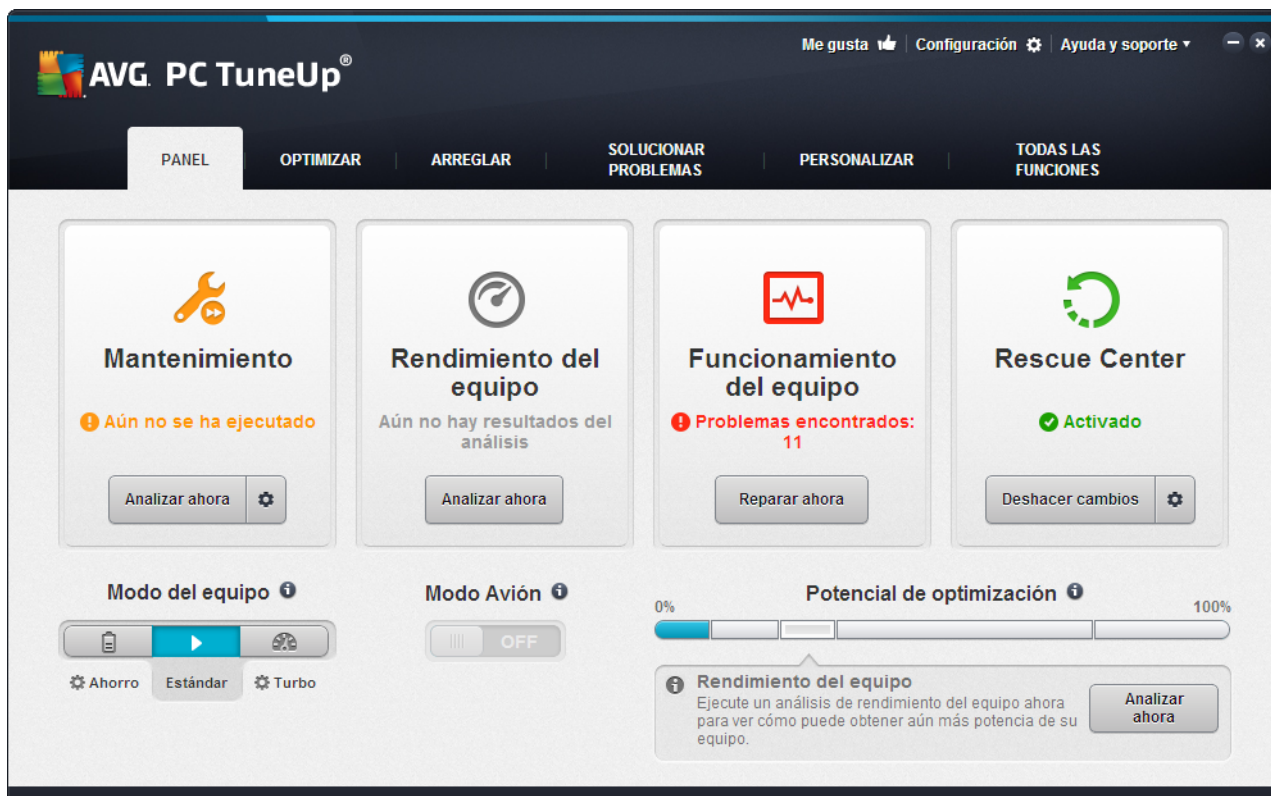 Me gusta Configuración Ayuda y soporte
AVG. PC TuneUp®
PANEL
OPTIMIZAR
ARREGLAR
SOLUCIONAR
PROBLEMAS
PERSONALIZAR
TODAS LAS
FUNCIONES
Mantenimiento
Aún no se ha ejecutado
Analizar ahora
Rendimiento del
equipo
Aún no hay resultados del
análisis
Analizar ahora
Funcionamiento
del equipo
Problemas encontrados:
11
Reparar ahora
Rescue Center
Activado
Deshacer cambios
Modo del equipo
Ahorro
Estándar
Turbo
Modo Avión
OFF
Potencial de optimización
0%
100%
Rendimiento del equipo
Ejecute un análisis de rendimiento del equipo ahora
para ver cómo puede obtener aún más potencia de su
equipo.
Analizar
ahora